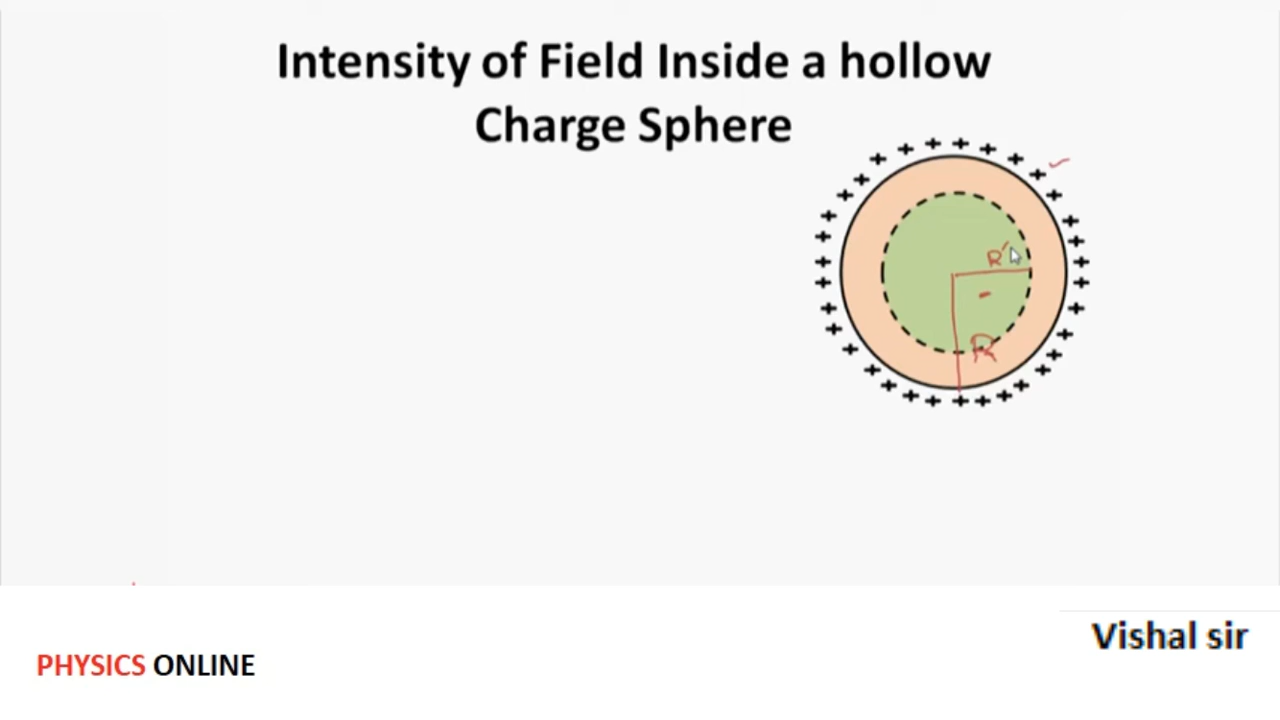 Intensity of Field Inside a hollow
Charge Sphere
R'
R
Vishal sir
PHYSICS ONLINE